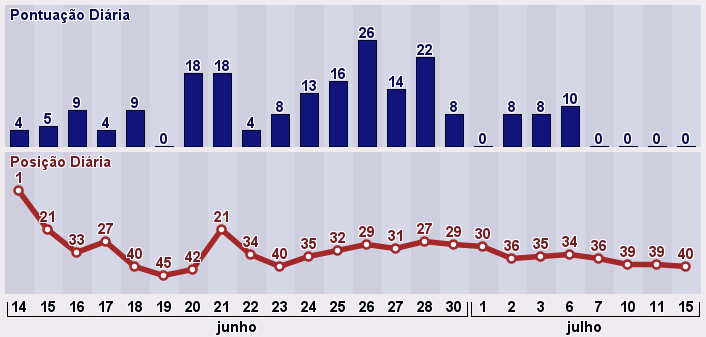 Pontuação Diária
4 5 9 4 9 0 18 18 4 8 13 16 26 14 22 8 0 8 8 10 0 0 0 0
Posição Diária
1 21 33 27 40 45 42 21 34 40 35 32 29 31 27 29 30 36 35 34 36 39 39 40
14 15 16 17 18 19 20 21 22 23 24 25 26 27 28 30 1 2 3 6 7 10 11 15
junho julho